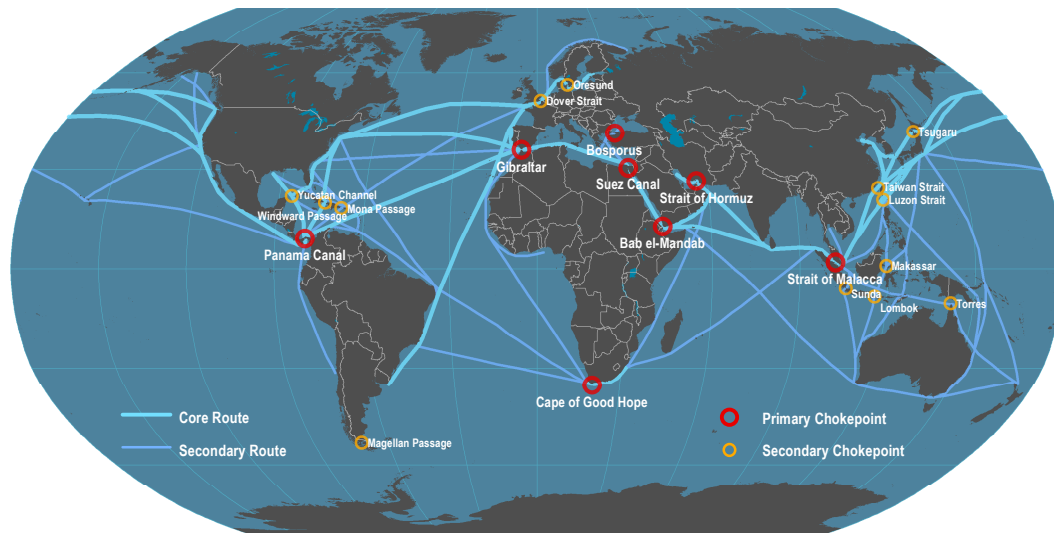 Oresund
Dover Strait
Tsugaru
Bosporus
Gibraltar
Suez Canal
Taiwan Strait
Strait of Hormuz
Yucatan Channel
Luzon Strait
Windward Passage
Mona Passage
Bab el-Mandab
Panama Canal
Makassar
Strait of Malacca
Sunda
Lombok
Torres
Cape of Good Hope
Core Route
Primary Chokepoint
Magellan Passage
Secondary Route
Secondary Chokepoint